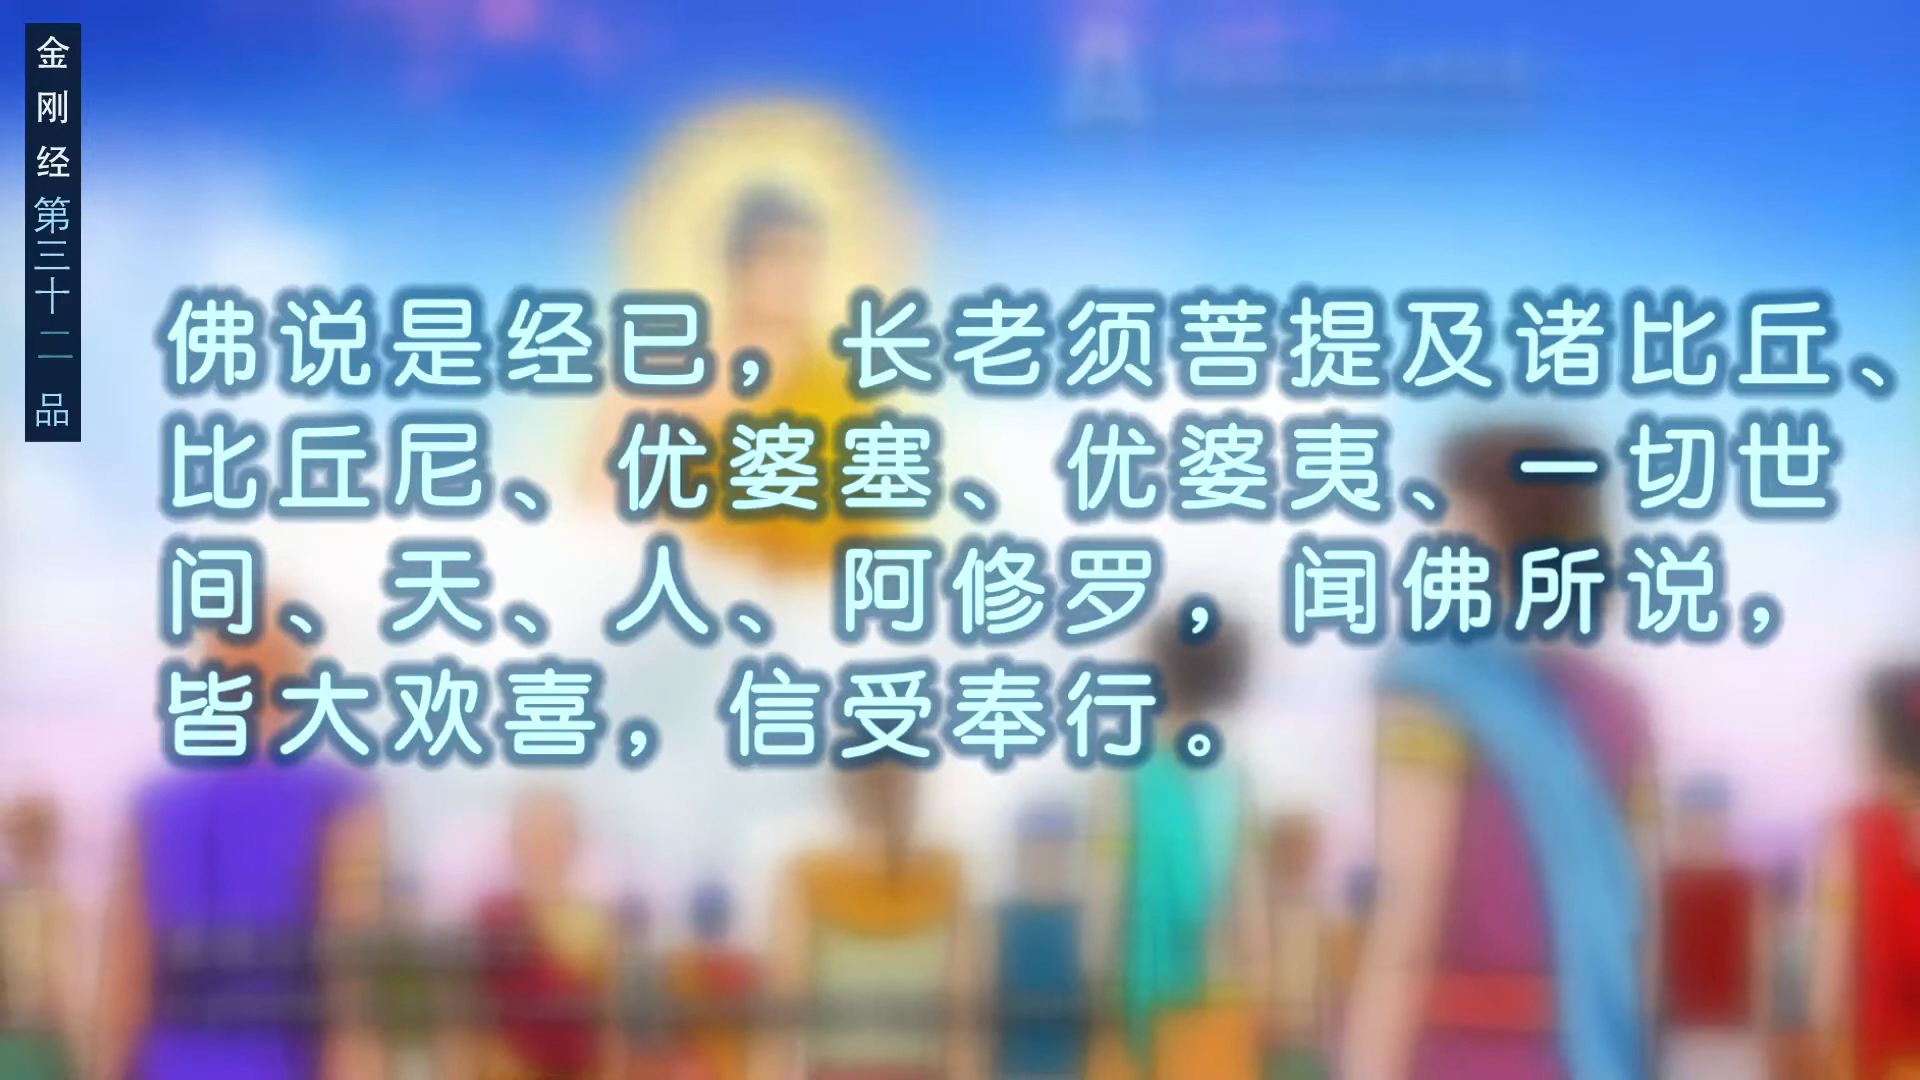 金刚经第三十二品
佛说是经已，长老须菩提及诸比丘、
比丘尼、优婆塞、优婆夷、一切世
间、天、人、阿修罗，闻佛所说，
皆大欢喜，信受奉行。